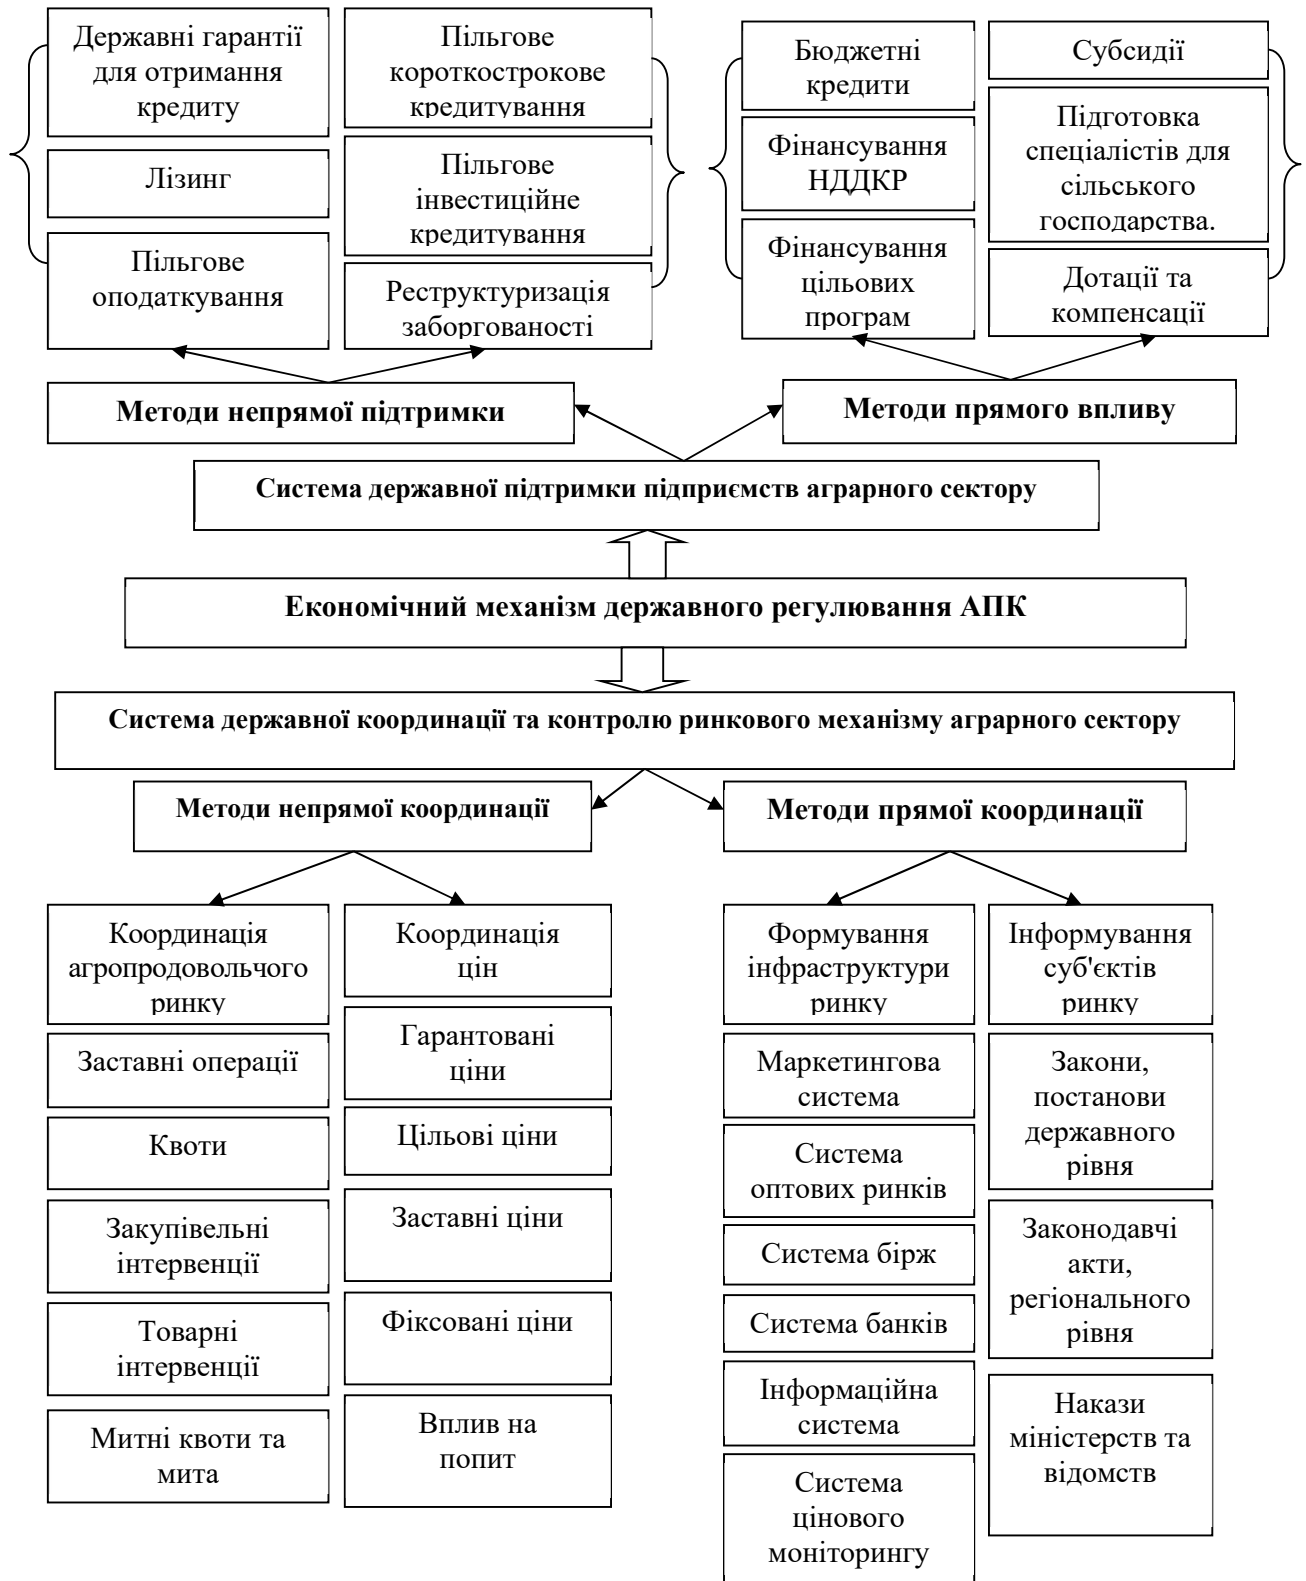 Державні гарантії
для отримання
кредиту
Лізинг
Пільгове
оподаткування
Пільгове
короткострокове
кредитування
Пільгове
інвестиційне
кредитування
Реструктуризація
заборгованості
Бюджетні
кредити
Фінансування
НДДКР
Фінансування
цільових
програм
Субсидії
Підготовка
спеціалістів для
сільського
господарства.
Дотації та
компенсації
Методи непрямої підтримки
Методи прямого впливу
Система державної підтримки підприємств аграрного сектору
Економічний механізм державного регулювання АПК
Система державної координації та контролю ринкового механізму аграрного сектору
Методи непрямої координації
Методи прямої координації
Координація
агропродовольчого
ринку
Заставні операції
Квоти
Закупівельні
інтервенції
Товарні
інтервенції
Митні квоти та
мита
Координація
цін
Гарантовані
ціни
Цільові ціни
Заставні ціни
Фіксовані ціни
Вплив на
попит
Формування
інфраструктури
ринку
Маркетингова
система
Система
оптових ринків
Система бірж
Система банків
Інформаційна
система
Система
цінового
моніторингу
Інформування
суб'єктів
ринку
Закони,
постанови
державного
рівня
Законодавчі
акти,
регіонального
рівня
Накази
міністерств та
відомств